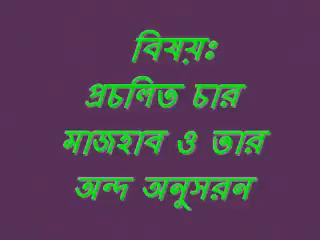 বিষয়ঃ
প্রচলিত চার
মাজহাব ও তার
অন্দ অনুসরন